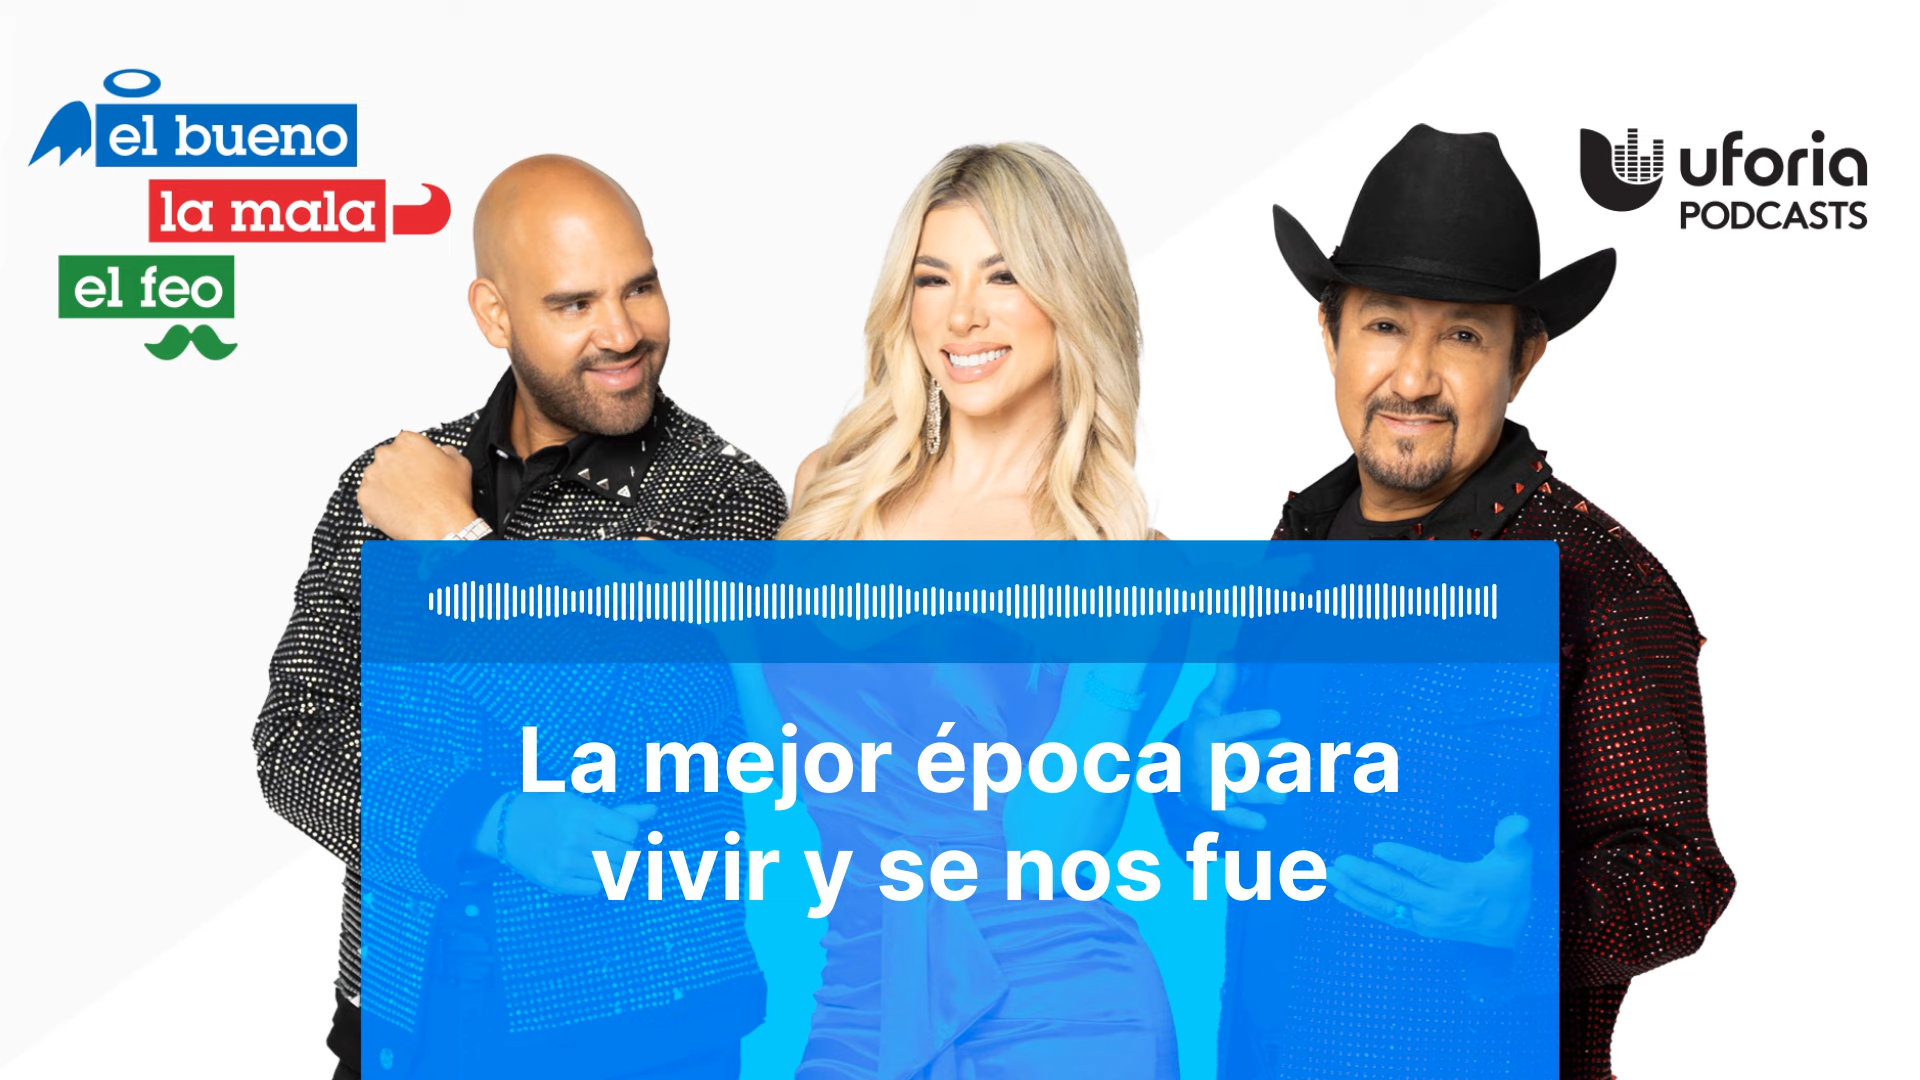 el bueno
la mala
el feo
uforia
PODCASTS
La mejor época para
vivir y se nos fue